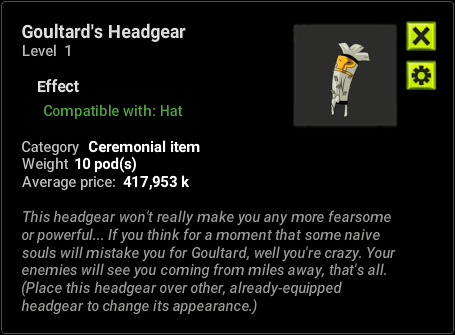 Goultard's Headgear
Level 1
Effect
Compatible with: Hat
Category Ceremonial item
Weight 10 pod(s)
Average price: 417,953 k
This headgear won't really make you any more fearsome
or powerful... If you think for a moment that some naive
souls will mistake you for Goultard, well you're crazy. Your
enemies will see you coming from miles away, that's all.
(Place this headgear over other, already-equipped
headgear to change its appearance.)